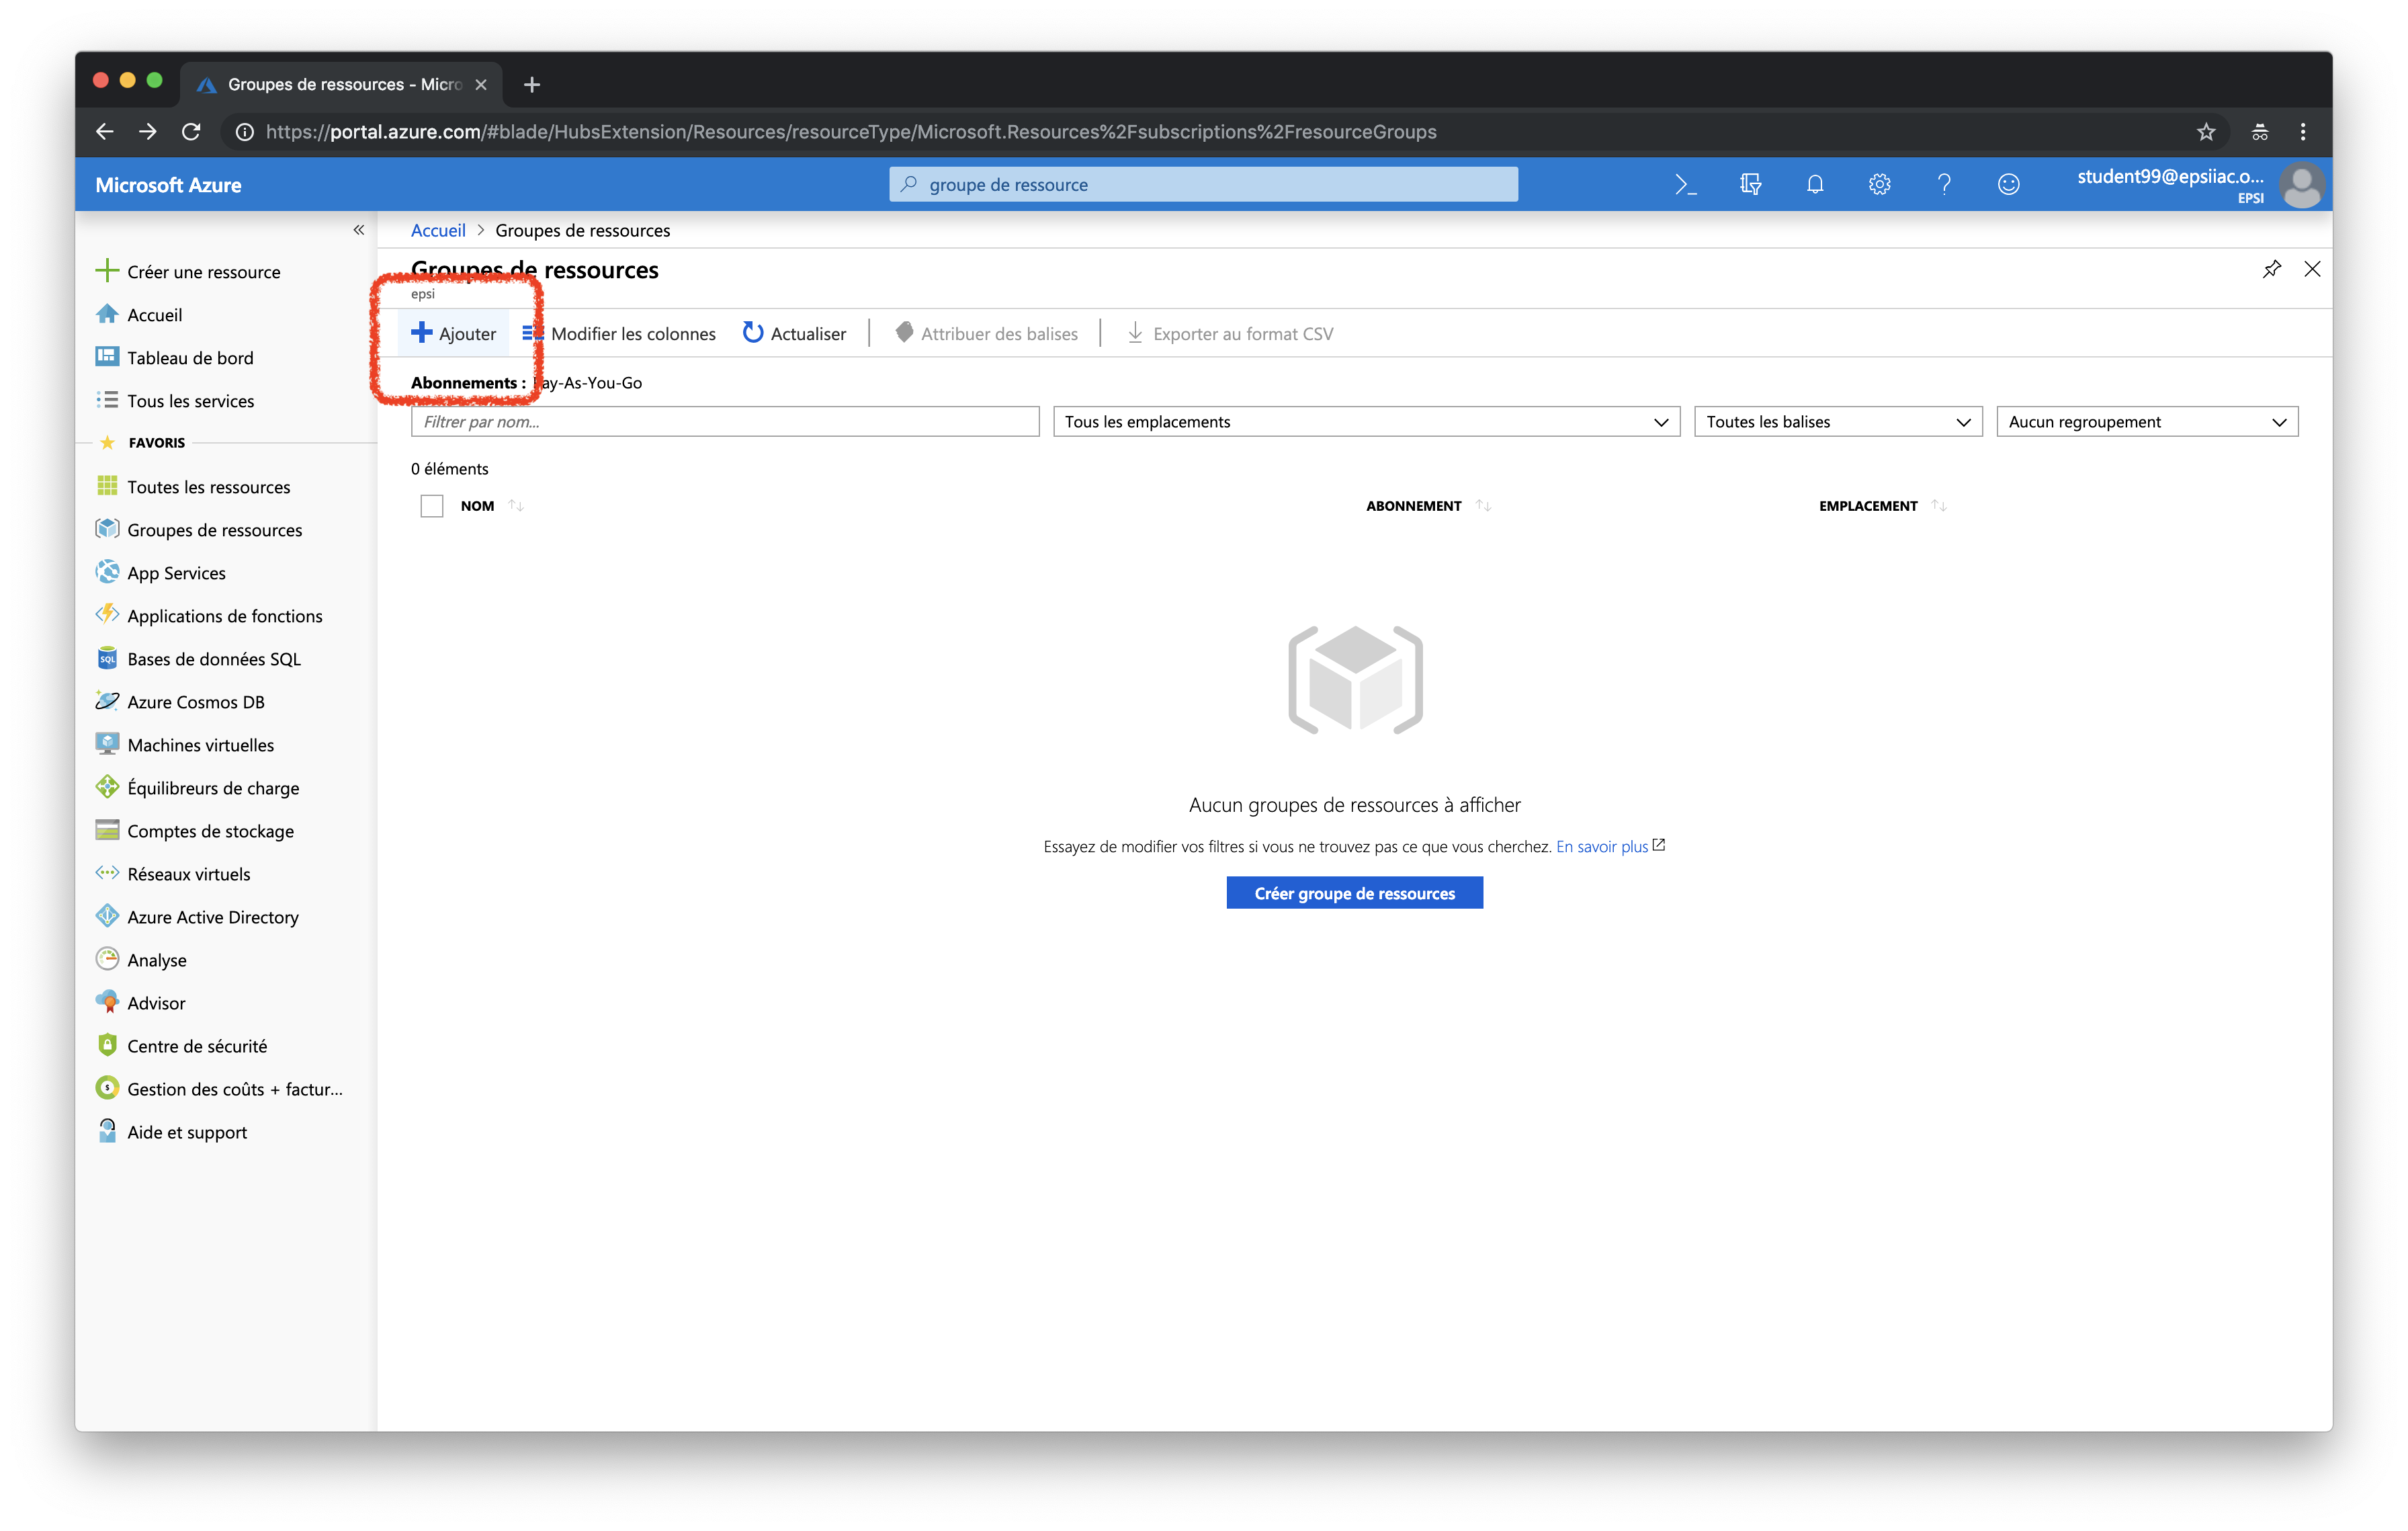 Groupes de ressources - Micro
https://portal.azure.com/#blade/HubsExtension/Resources/resourceType/Microsoft.Resources%2Fsubscriptions%2FresourceGroups
Microsoft Azure
groupe de ressource
student99@epsiiac.o...
EPSI
Créer une ressource
Accueil
Tableau de bord
Tous les services
FAVORIS
Toutes les ressources
Groupes de ressources
App Services
Applications de fonctions
SQL
Bases de données SQL
Azure Cosmos DB
Machines virtuelles
Équilibreurs de charge
Comptes de stockage
Réseaux virtuels
Azure Active Directory
Analyse
Advisor
Centre de sécurité
Gestion des coûts + factur...
Aide et support
Accueil > Groupes de ressources
Groupes de ressources
epsi
Ajouter Modifier les colonnes Actualiser Attribuer des balises Exporter au format CSV
Abonnements : Pay-As-You-Go
Filtrer par nom... Tous les emplacements Toutes les balises Aucun regroupement
0 éléments
NOM ABONNEMENT EMPLACEMENT
Aucun groupes de ressources à afficher
Essayez de modifier vos filtres si vous ne trouvez pas ce que vous cherchez. En savoir plus
Créer groupe de ressources